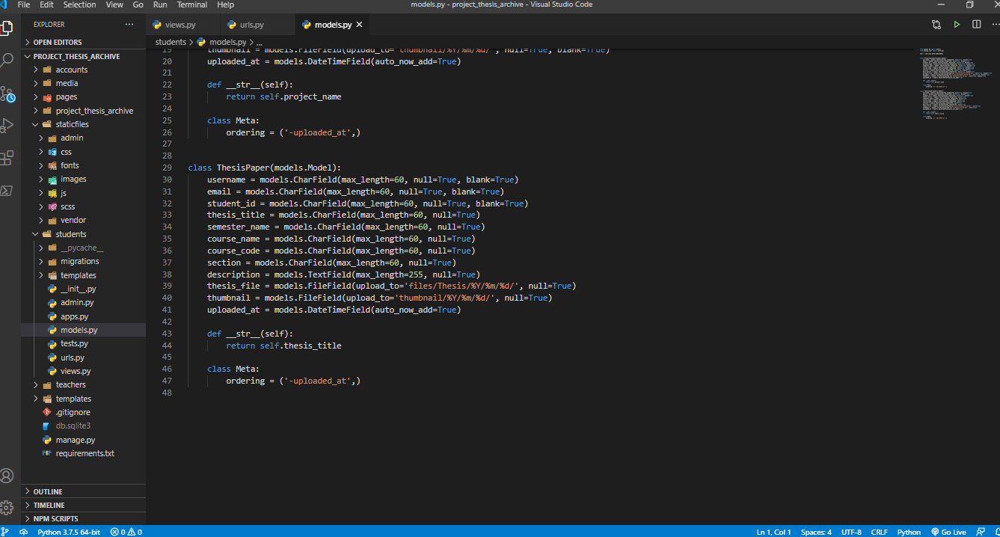 File Edit Selection View Go Run Terminal Help
models.py - project_thesis_archive - Visual Studio Code
EXPLORER
OPEN EDITORS
PROJECT_THESIS_ARCHIVE
accounts
media
pages
project_thesis_archive
staticfiles
admin
css
fonts
images
js
scss
vendor
students
__pycache__
migrations
templates
__init__.py
admin.py
apps.py
models.py
tests.py
urls.py
views.py
teachers
templates
.gitignore
db.sqlite3
manage.py
requirements.txt
OUTLINE
TIMELINE
NPM SCRIPTS
views.py urls.py models.py
students > models.py > ...
19 thumbnail = models.FileField(upload_to='thumbnail/%Y/%m/%d/', null=True, blank=True)
20 uploaded_at = models.DateTimeField(auto_now_add=True)
21
22 def __str__(self):
23 return self.project_name
24
25 class Meta:
26 ordering = ('-uploaded_at',)
27
28
29 class ThesisPaper(models.Model):
30 username = models.CharField(max_length=60, null=True, blank=True)
31 email = models.CharField(max_length=60, null=True, blank=True)
32 student_id = models.CharField(max_length=60, null=True, blank=True)
33 thesis_title = models.CharField(max_length=60, null=True)
34 semester_name = models.CharField(max_length=60, null=True)
35 course_name = models.CharField(max_length=60, null=True)
36 course_code = models.CharField(max_length=60, null=True)
37 section = models.CharField(max_length=60, null=True)
38 description = models.TextField(max_length=255, null=True)
39 thesis_file = models.FileField(upload_to='files/Thesis/%Y/%m/%d/', null=True)
40 thumbnail = models.FileField(upload_to='thumbnail/%Y/%m/%d/', null=True)
41 uploaded_at = models.DateTimeField(auto_now_add=True)
42
43 def __str__(self):
44 return self.thesis_title
45
46 class Meta:
47 ordering = ('-uploaded_at',)
48
Python 3.7.5 64-bit 0 0
Ln 1, Col 1 Spaces: 4 UTF-8 CRLF Python Go Live